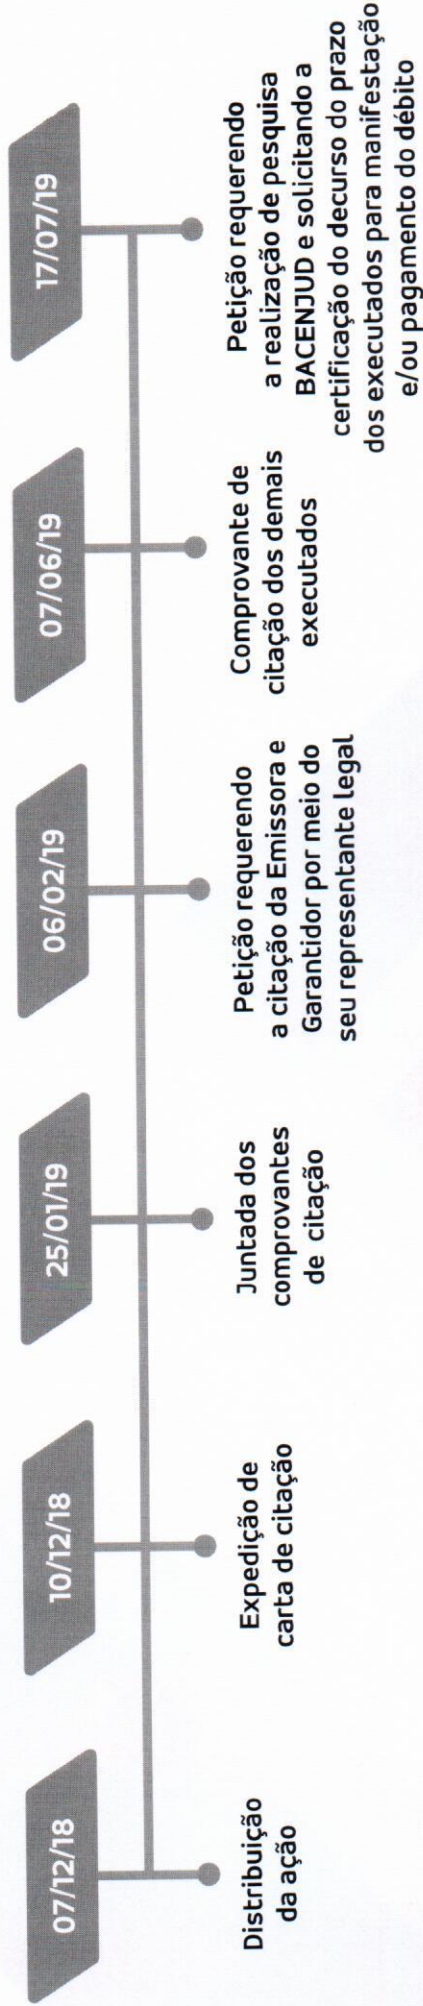 07/12/18
Distribuição
da ação
10/12/18
Expedição de
carta de citação
25/01/19
Juntada dos
comprovantes
de citação
06/02/19
Petição requerendo
a citação da Emissora e
Garantidor por meio do
seu representante legal
07/06/19
Comprovante de
citação dos demais
executados
17/07/19
Petição requerendo
a realização de pesquisa
BACENJUD e solicitando a
certificação do decurso do prazo
dos executados para manifestação
e/ou pagamento do débito